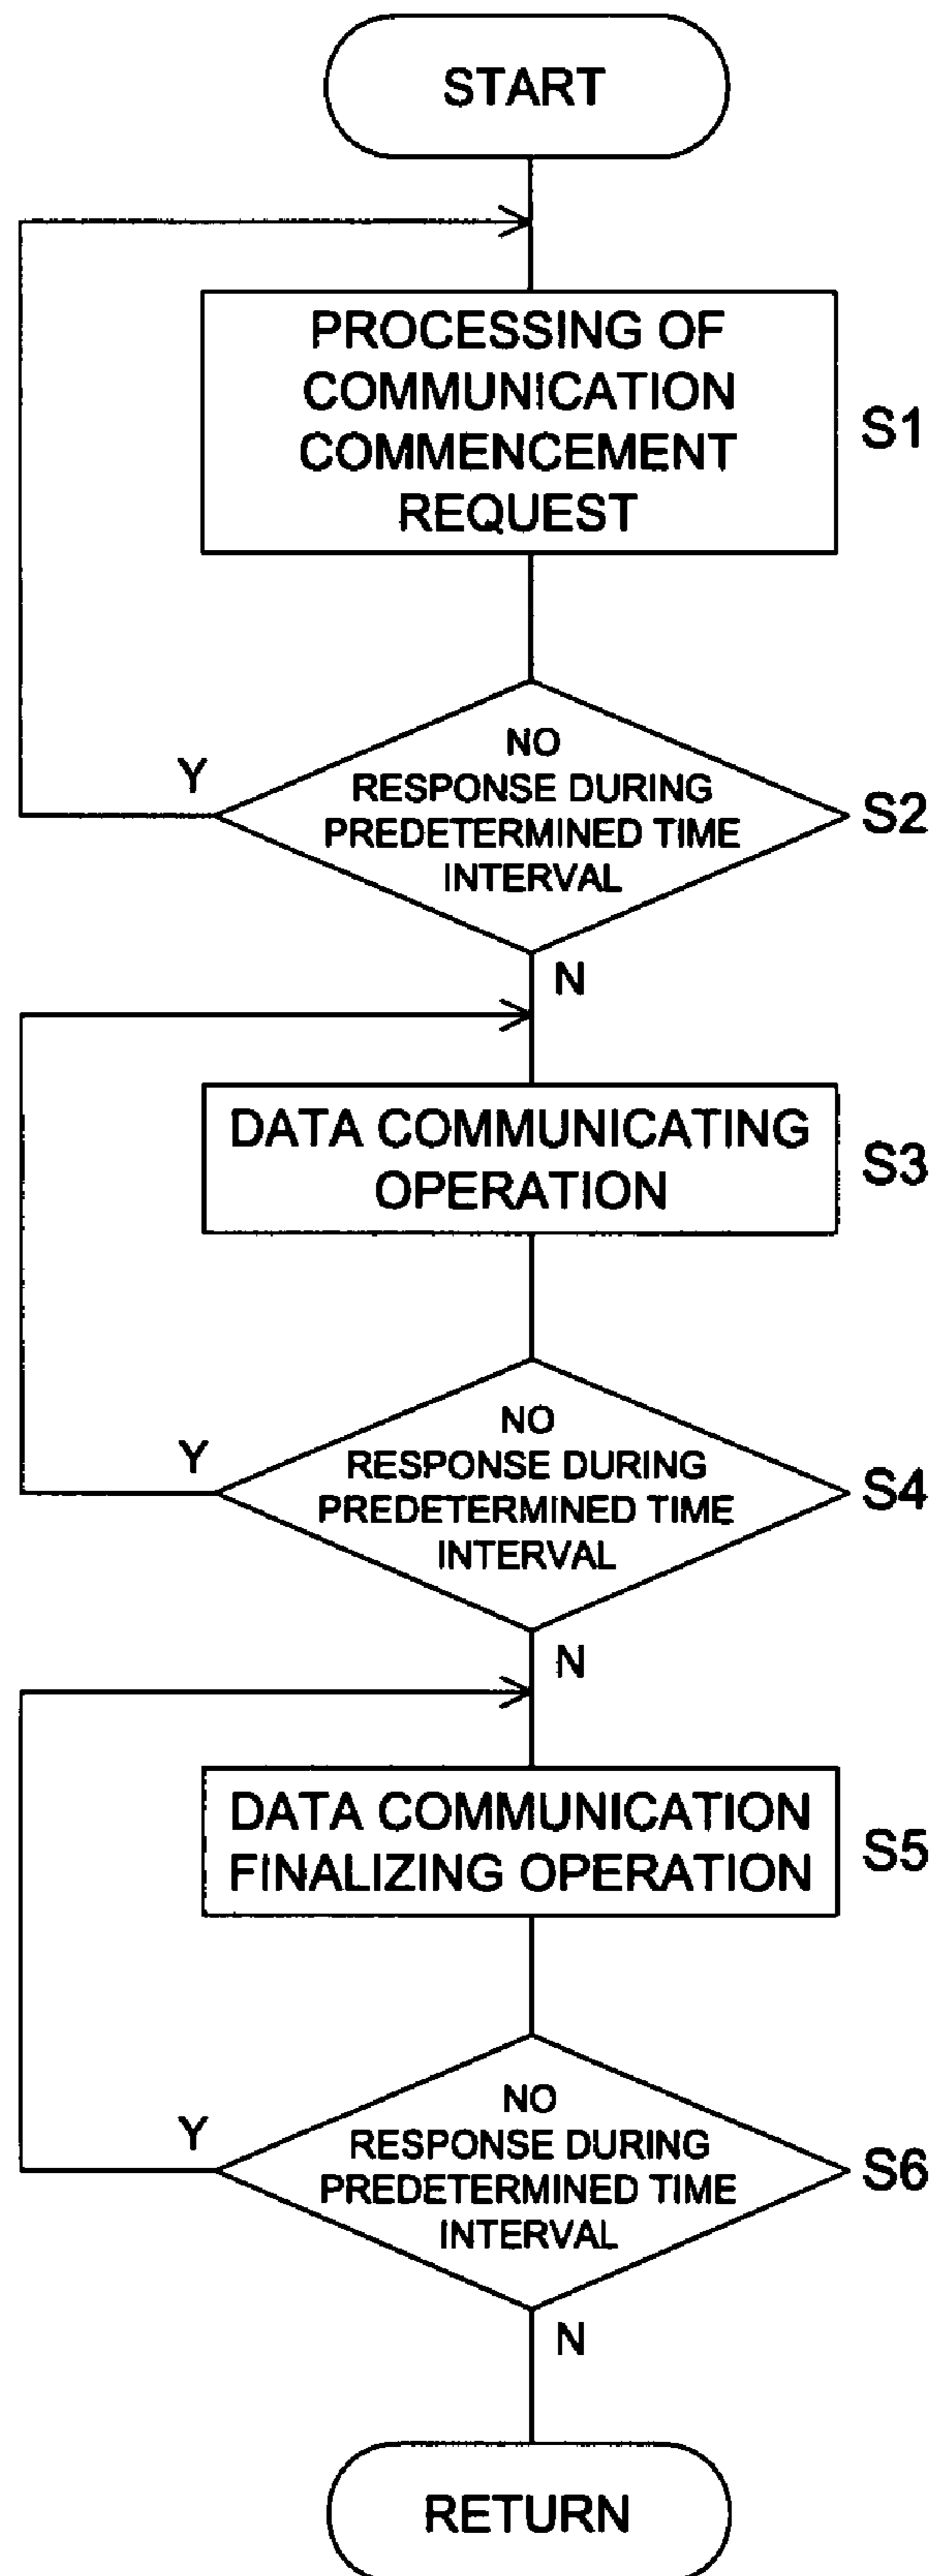 START
PROCESSING OF
COMMUNICATION
COMMENCEMENT
REQUEST
S1
NO
RESPONSE DURING
PREDETERMINED TIME
INTERVAL
S2
Y
N
DATA COMMUNICATING
OPERATION
S3
NO
RESPONSE DURING
PREDETERMINED TIME
INTERVAL
S4
Y
N
DATA COMMUNICATION
FINALIZING OPERATION
S5
NO
RESPONSE DURING
PREDETERMINED TIME
INTERVAL
S6
Y
N
RETURN